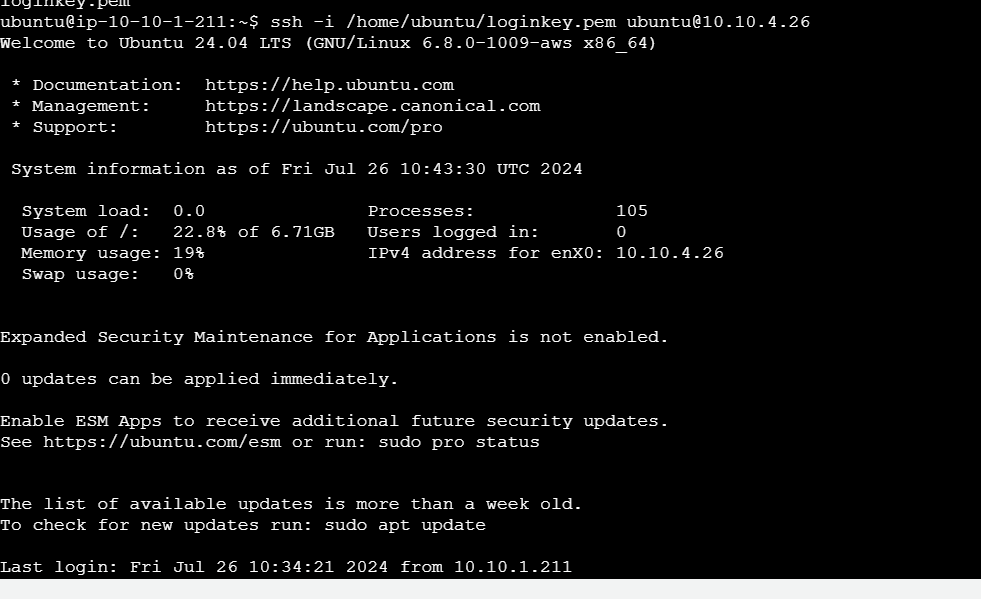 loginkey.pem
ubuntu@ip-10-10-1-211:~$ ssh -i /home/ubuntu/loginkey.pem ubuntu@10.10.4.26
Welcome to Ubuntu 24.04 LTS (GNU/Linux 6.8.0-1009-aws x86_64)
* Documentation:  https://help.ubuntu.com
* Management:     https://landscape.canonical.com
* Support:        https://ubuntu.com/pro
System information as of Fri Jul 26 10:43:30 UTC 2024
System load:  0.0               Processes:             105
Usage of /:   22.8% of 6.71GB   Users logged in:       0
Memory usage: 19%               IPv4 address for enX0: 10.10.4.26
Swap usage:   0%
Expanded Security Maintenance for Applications is not enabled.
0 updates can be applied immediately.
Enable ESM Apps to receive additional future security updates.
See https://ubuntu.com/esm or run: sudo pro status
The list of available updates is more than a week old.
To check for new updates run: sudo apt update
Last login: Fri Jul 26 10:34:21 2024 from 10.10.1.211